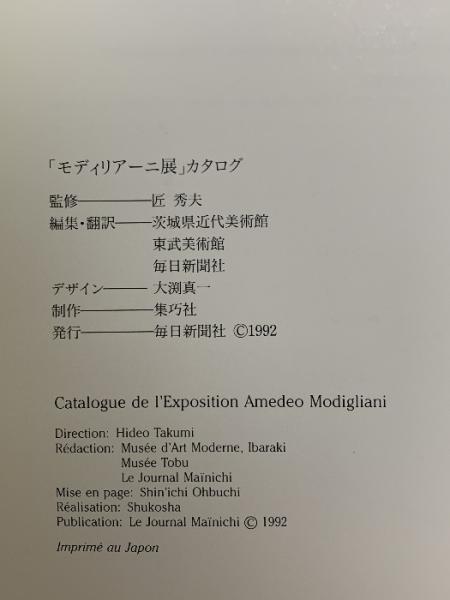 「モディリアーニ展」カタログ
監修―――――匠 秀夫
編集・翻訳――茨城県近代美術館
東武美術館
毎日新聞社
デザイン―――大渕真一
制作―――――集巧社
発行―――――毎日新聞社 ©1992
Catalogue de l'Exposition Amedeo Modigliani
Direction: Hideo Takumi
Rédaction: Musée d'Art Moderne, Ibaraki
Musée Tobu
Le Journal Maïnichi
Mise en page: Shin'ichi Ohbuchi
Réalisation: Shukosha
Publication: Le Journal Maïnichi © 1992
Imprimé au Japon